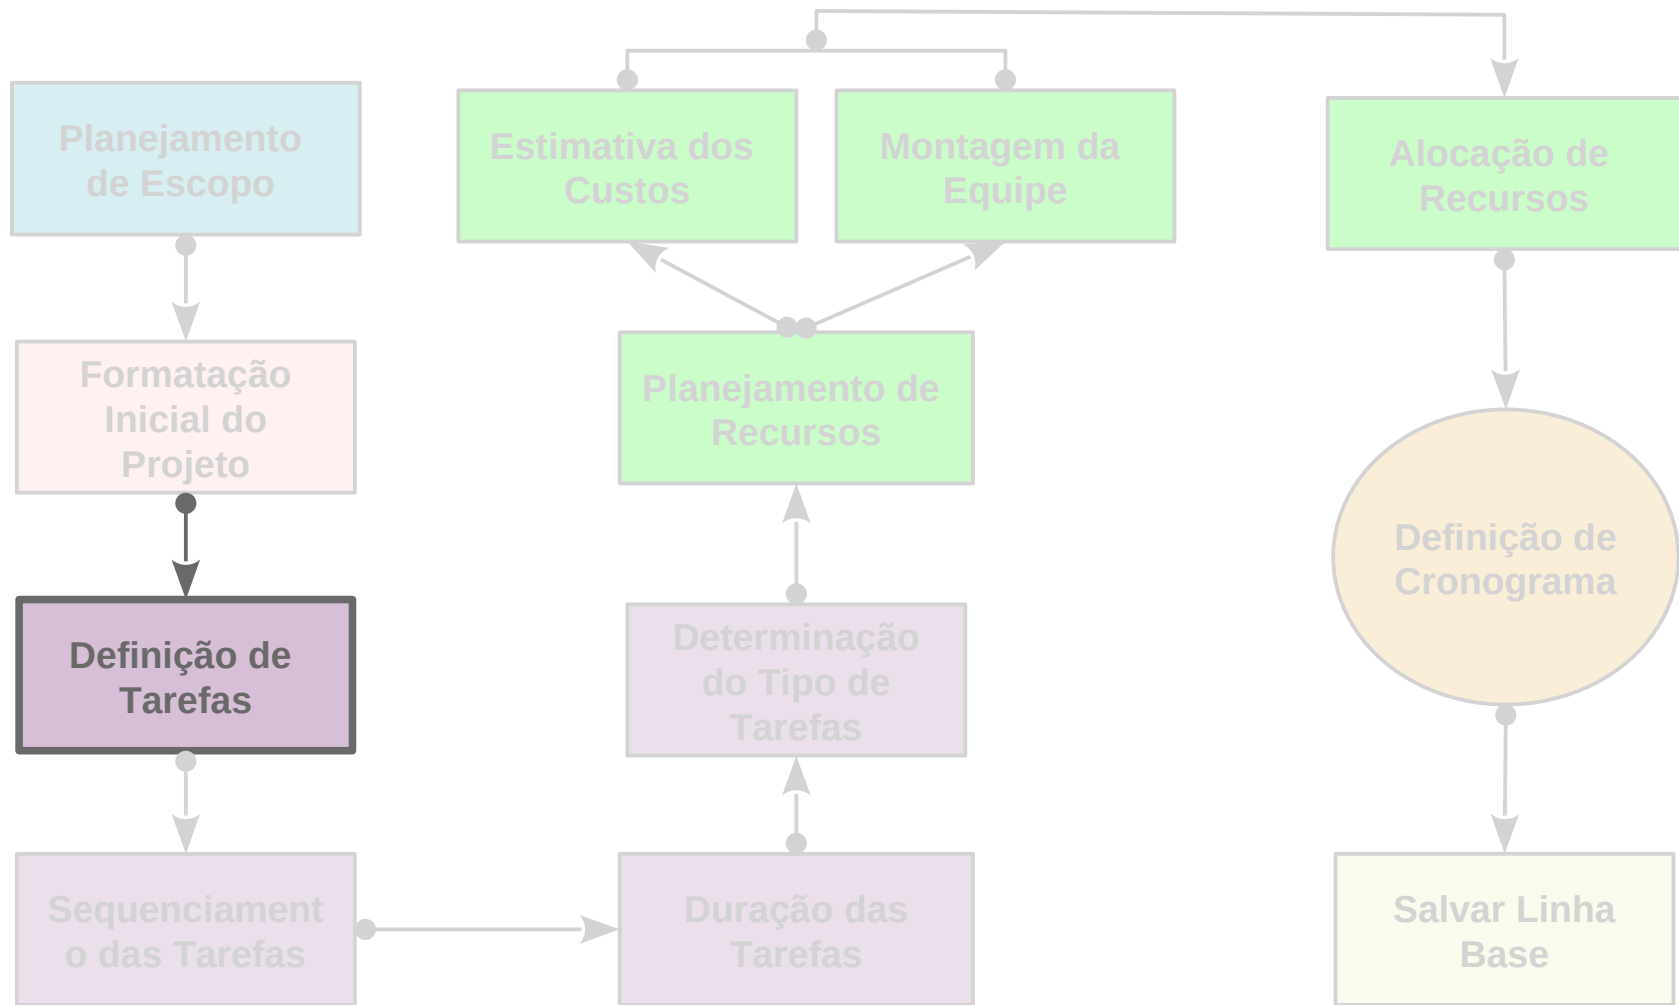 Planejamento
de Escopo
Formatação
Inicial do
Projeto
Definição de
Tarefas
Sequenciament
o das Tarefas
Duração das
Tarefas
Determinação
do Tipo de
Tarefas
Planejamento de
Recursos
Estimativa dos
Custos
Montagem da
Equipe
Alocação de
Recursos
Definição de
Cronograma
Salvar Linha
Base